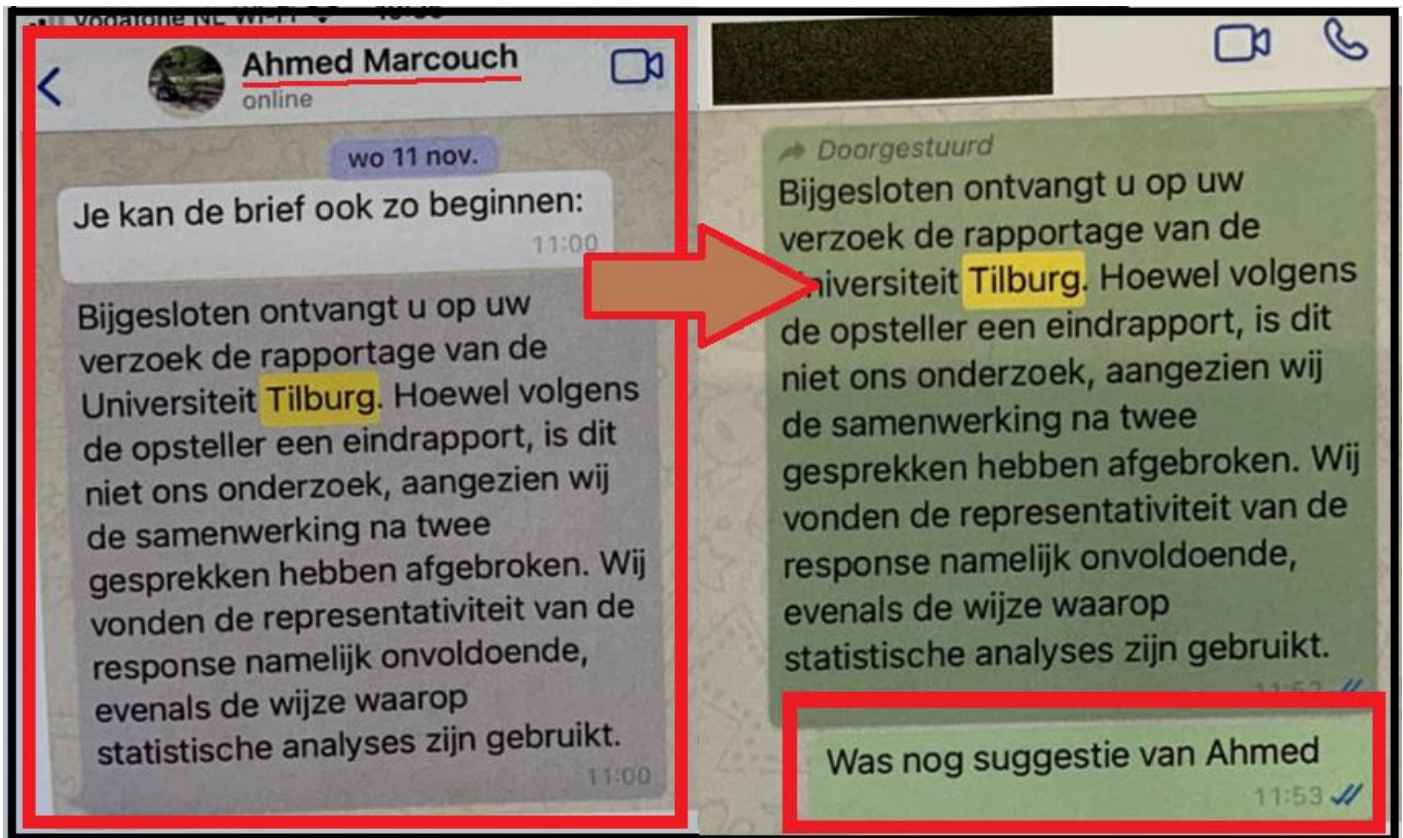 Vodafone NL Wi-Fi
Ahmed Marcouch
online
wo 11 nov.
Je kan de brief ook zo beginnen:
11:00
Bijgesloten ontvangt u op uw
verzoek de rapportage van de
Universiteit Tilburg. Hoewel volgens
de opsteller een eindrapport, is dit
niet ons onderzoek, aangezien wij
de samenwerking na twee
gesprekken hebben afgebroken. Wij
vonden de representativiteit van de
response namelijk onvoldoende,
evenals de wijze waarop
statistische analyses zijn gebruikt.
11:00
Doorgestuurd
Bijgesloten ontvangt u op uw
verzoek de rapportage van de
niversiteit Tilburg. Hoewel volgens
de opsteller een eindrapport, is dit
niet ons onderzoek, aangezien wij
de samenwerking na twee
gesprekken hebben afgebroken. Wij
vonden de representativiteit van de
response namelijk onvoldoende,
evenals de wijze waarop
statistische analyses zijn gebruikt.
Was nog suggestie van Ahmed
11:53